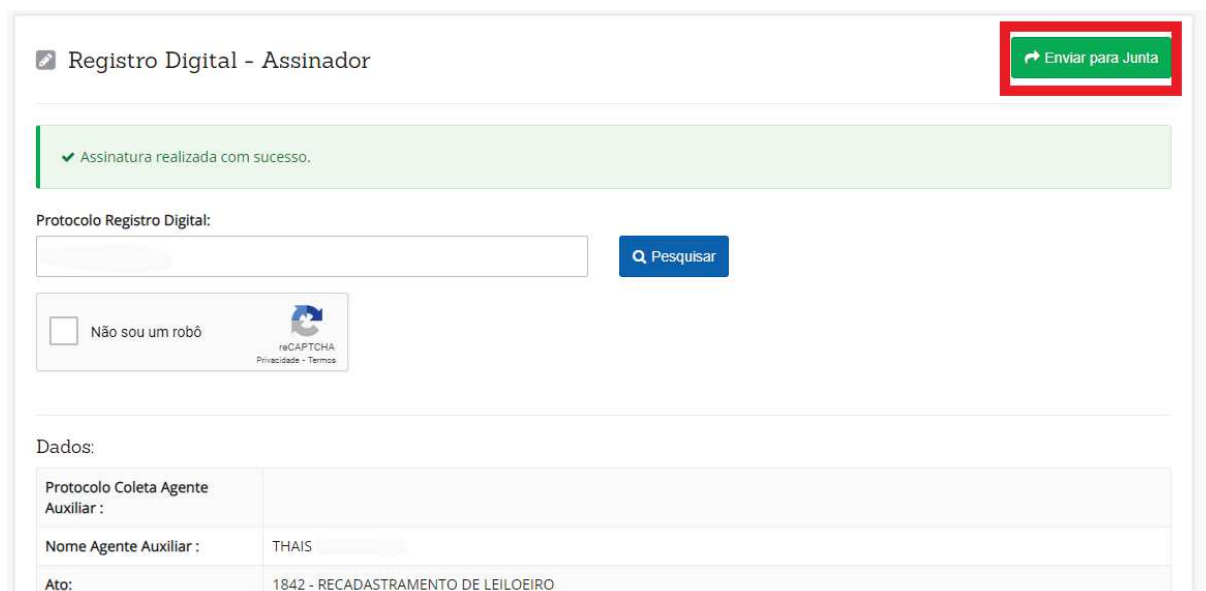 Registro Digital - Assinador
Enviar para Junta
Assinatura realizada com sucesso.
Protocolo Registro Digital:
Pesquisar
Não sou um robô
reCAPTCHA
Privacidade - Termos
Dados:
Protocolo Coleta Agente
Auxiliar :
Nome Agente Auxiliar : THAIS
Ato: 1842 - RECADASTRAMENTO DE LEILOEIRO